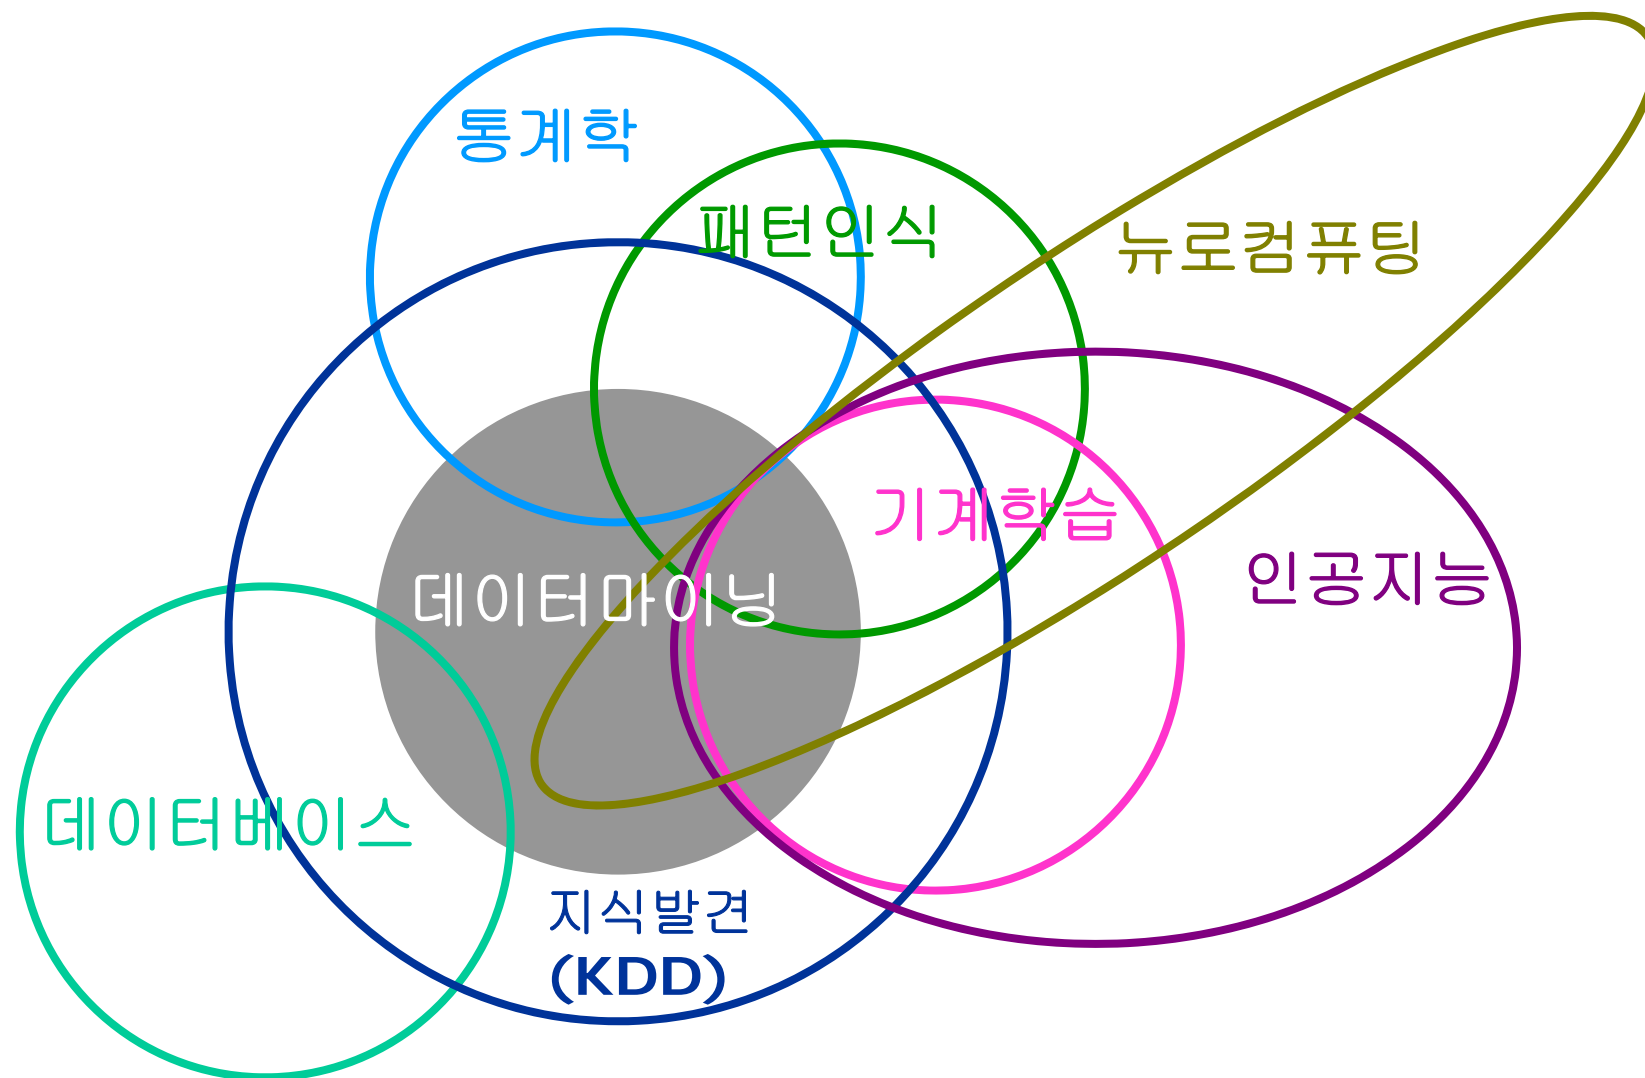 통계학
패턴인식
뉴로컴퓨팅
기계학습
인공지능
데이터마이닝
데이터베이스
지식발견
(KDD)